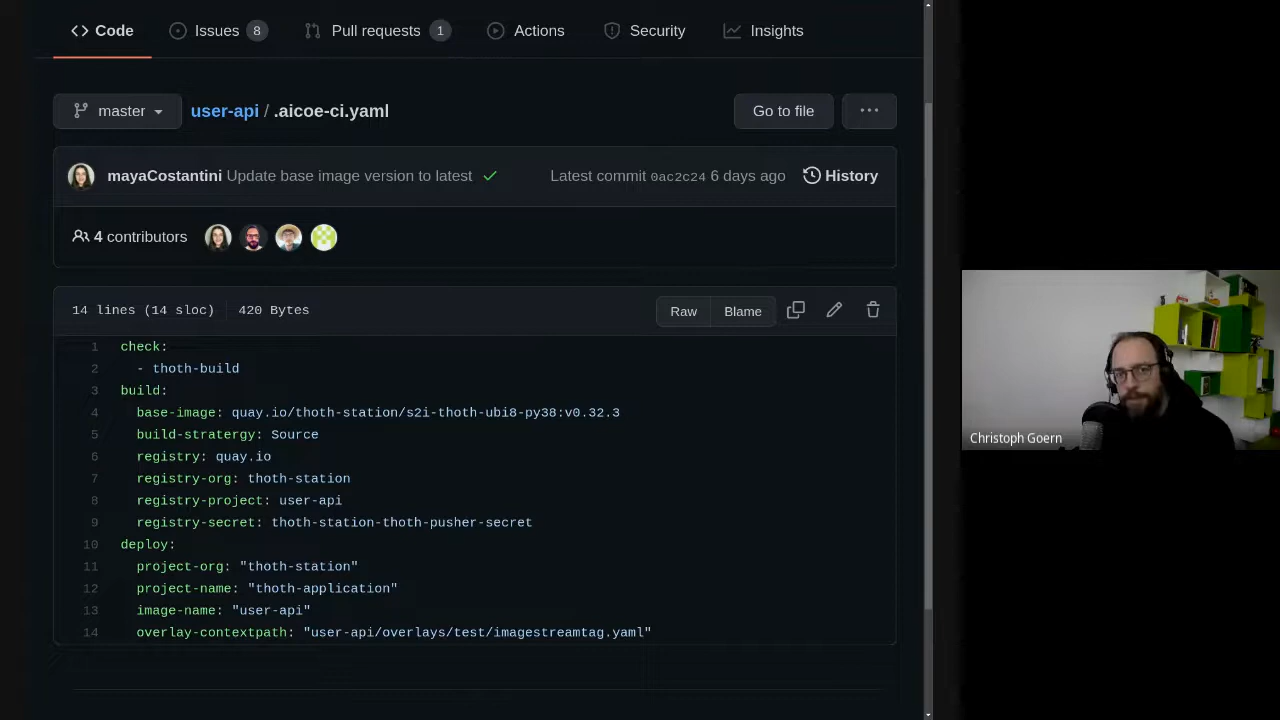 Code
Issues 8
Pull requests 1
Actions
Security
Insights
master
user-api / .aicoe-ci.yaml
Go to file
mayaCostantini Update base image version to latest
Latest commit 0ac2c24 6 days ago
History
4 contributors
14 lines (14 sloc)
420 Bytes
Raw
Blame
1 check:
2 - thoth-build
3 build:
4 base-image: quay.io/thoth-station/s2i-thoth-ubi8-py38:v0.32.3
5 build-stratergy: Source
6 registry: quay.io
7 registry-org: thoth-station
8 registry-project: user-api
9 registry-secret: thoth-station-thoth-pusher-secret
10 deploy:
11 project-org: "thoth-station"
12 project-name: "thoth-application"
13 image-name: "user-api"
14 overlay-contextpath: "user-api/overlays/test/imagestreamtag.yaml"
Christoph Goern